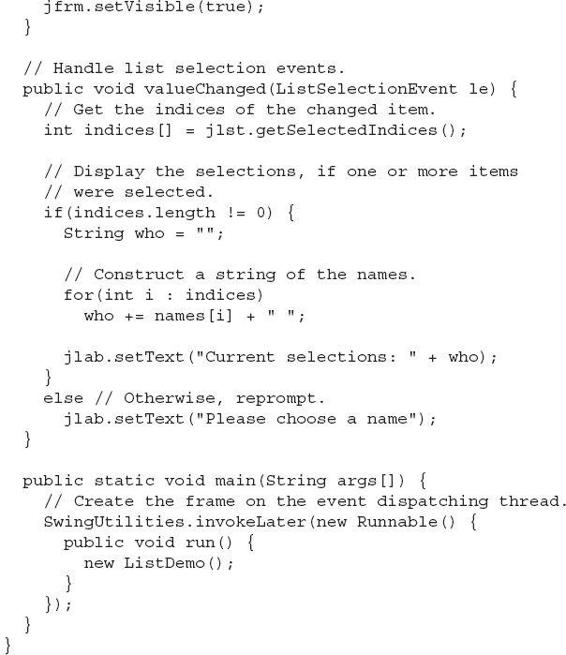 jfrm.setVisible(true);
  }

  // Handle list selection events.
  public void valueChanged(ListSelectionEvent le) {
    // Get the indices of the changed item.
    int indices[] = jlst.getSelectedIndices();

    // Display the selections, if one or more items
    // were selected.
    if(indices.length != 0) {
      String who = "";

      // Construct a string of the names.
      for(int i : indices)
        who += names[i] + " ";

      jlab.setText("Current selections: " + who);
    }
    else // Otherwise, reprompt.
      jlab.setText("Please choose a name");
  }

  public static void main(String args[]) {
    // Create the frame on the event dispatching thread.
    SwingUtilities.invokeLater(new Runnable() {
      public void run() {
        new ListDemo();
      }
    });
  }
}